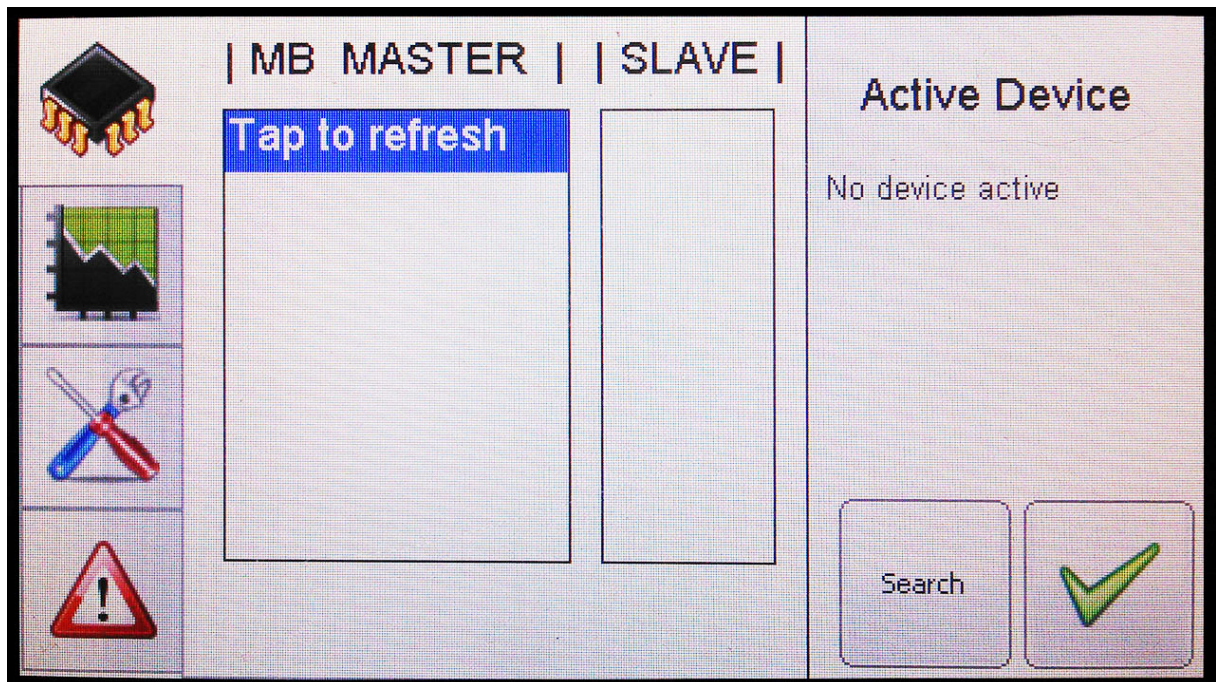 | MB MASTER | | SLAVE |
Tap to refresh
Active Device
No device active
Search